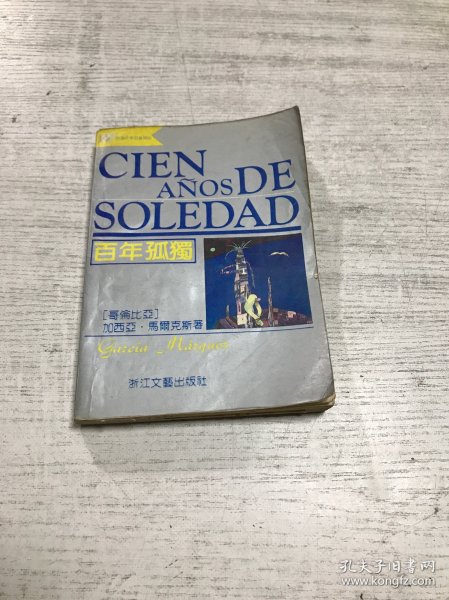 CIEN
AÑOS DE
SOLEDAD
百年孤獨
[哥倫比亞]
加西亞·馬爾克斯著
García Márques
浙江文藝出版社
孔夫子旧书网
www.kongfz.com